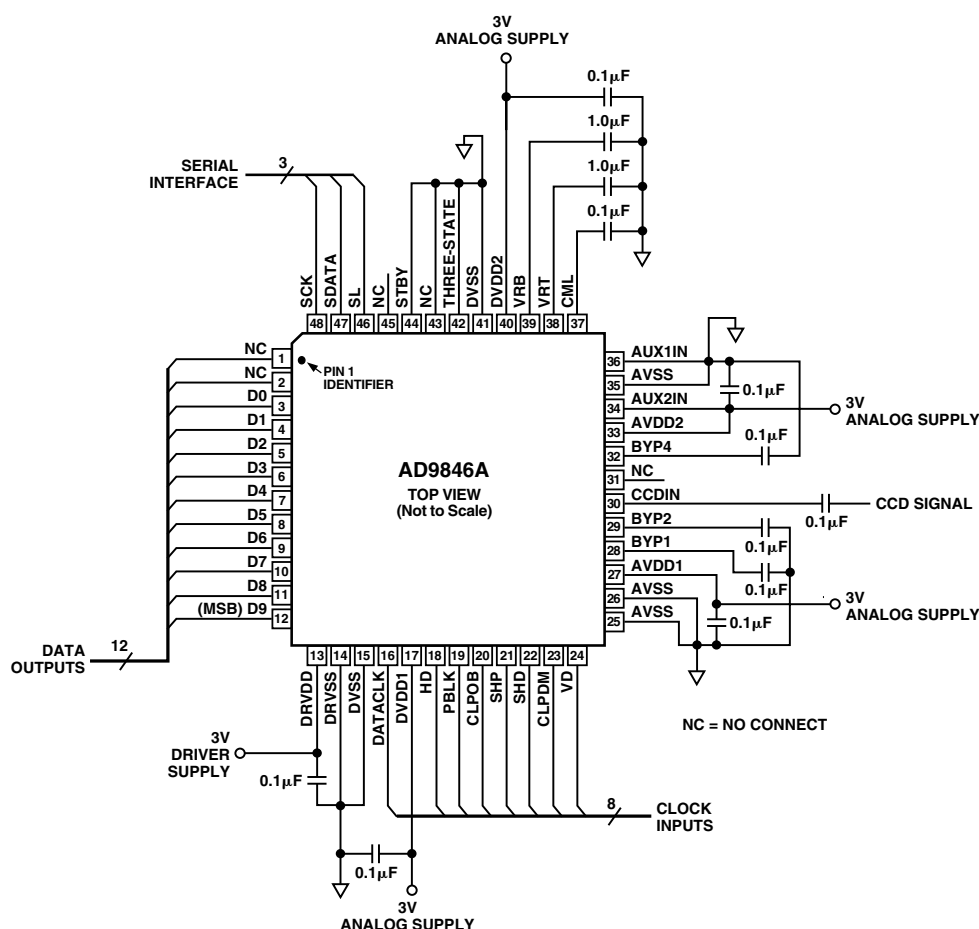 3V
ANALOG SUPPLY
0.1µF
1.0µF
1.0µF
0.1µF
SERIAL
INTERFACE
3
SCK
SDATA
SL
NC
STBY
NC
THREE-STATE
DVSS
DVDD2
VRB
VRT
CML
48 47 46 45 44 43 42 41 40 39 38 37
NC 1
NC 2
D0 3
D1 4
D2 5
D3 6
D4 7
D5 8
D6 9
D7 10
D8 11
(MSB) D9 12
PIN 1
IDENTIFIER
AD9846A
TOP VIEW
(Not to Scale)
36 AUX1IN
35 AVSS
34 AUX2IN
33 AVDD2
32 BYP4
31 NC
30 CCDIN
29 BYP2
28 BYP1
27 AVDD1
26 AVSS
25 AVSS
0.1µF
3V
ANALOG SUPPLY
0.1µF
CCD SIGNAL
0.1µF
0.1µF
0.1µF
3V
ANALOG SUPPLY
0.1µF
DATA
OUTPUTS
12
13 14 15 16 17 18 19 20 21 22 23 24
DRVDD
DRVSS
DVSS
DATACLK
DVDD1
HD
PBLK
CLPOB
SHP
SHD
CLPDM
VD
NC = NO CONNECT
3V
DRIVER
SUPPLY
0.1µF
8
CLOCK
INPUTS
0.1µF
3V
ANALOG SUPPLY